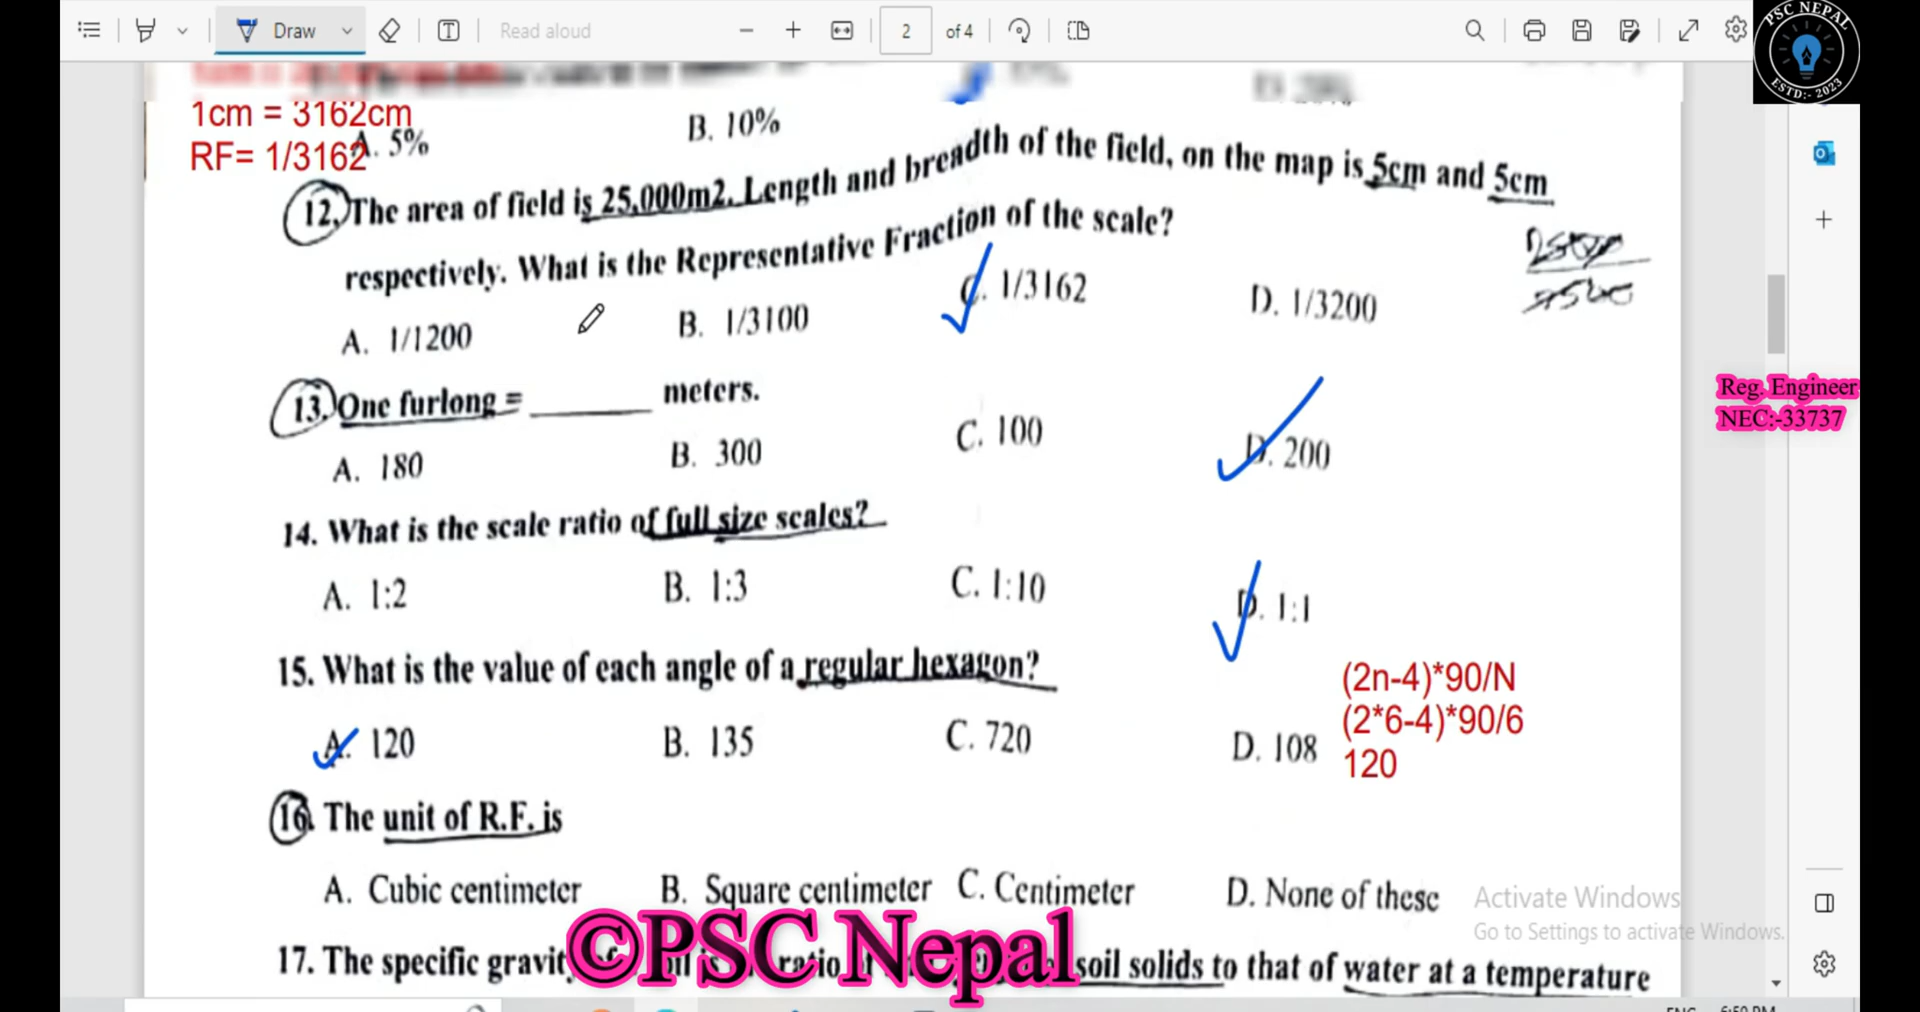 Draw
Read aloud
2 of 4
PSC NEPAL
ESTD:- 2023
1cm = 3162cm
RF= 1/3162
A. 5%
B. 10%
12. The area of field is 25,000m2. Length and breadth of the field, on the map is 5cm and 5cm
respectively. What is the Representative Fraction of the scale?
A. 1/1200
B. 1/3100
C. 1/3162
D. 1/3200
13. One furlong = ________ meters.
A. 180
B. 300
C. 100
D. 200
Reg. Engineer
NEC:-33737
14. What is the scale ratio of full size scales?
A. 1:2
B. 1:3
C. 1:10
D. 1:1
15. What is the value of each angle of a regular hexagon?
A. 120
B. 135
C. 720
D. 108
(2n-4)*90/N
(2*6-4)*90/6
120
16. The unit of R.F. is
A. Cubic centimeter
B. Square centimeter
C. Centimeter
D. None of these
Activate Windows
Go to Settings to activate Windows.
©PSC Nepal
17. The specific gravity ratio soil solids to that of water at a temperature